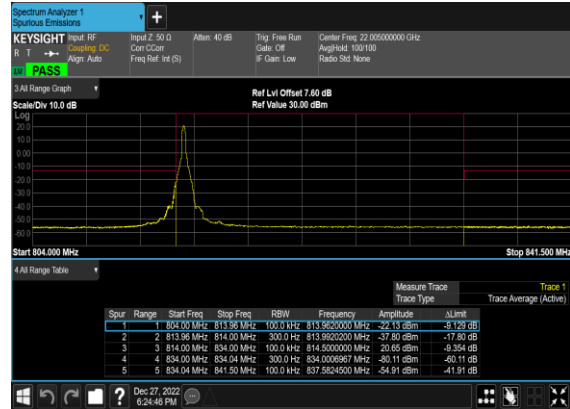 Spectrum Analyzer 1
Spurious Emissions
KEYSIGHT Input: RF Input Z: 50 Ω Atten: 40 dB Trig: Free Run Center Freq: 22.005000000 GHz
R T Coupling: DC Corr CCorr Gate: Off Avg|Hold: 100/100
Align: Auto Freq Ref: Int (S) IF Gain: Low Radio Std: None
PASS
3 All Range Graph
Ref Lvl Offset 7.60 dB
Scale/Div 10.0 dB Ref Value 30.00 dBm
Log
20.0
10.0
0.00
-10.0
-20.0
-30.0
-40.0
-50.0
-60.0
Start 804.000 MHz Stop 841.500 MHz
4 All Range Table
Measure Trace Trace 1
Trace Type Trace Average (Active)
Spur Range Start Freq Stop Freq RBW Frequency Amplitude ΔLimit
1 1 804.00 MHz 813.96 MHz 100.0 kHz 813.9620000 MHz -22.13 dBm -9.129 dB
2 2 813.96 MHz 814.00 MHz 300.0 Hz 813.9920200 MHz -37.80 dBm -17.80 dB
3 3 814.00 MHz 834.00 MHz 100.0 kHz 814.5000000 MHz 20.65 dBm -9.354 dB
4 4 834.00 MHz 834.04 MHz 300.0 Hz 834.0006967 MHz -80.11 dBm -60.11 dB
5 5 834.04 MHz 841.50 MHz 100.0 kHz 837.5824500 MHz -54.91 dBm -41.91 dB
? Dec 27, 2022
6:24:46 PM